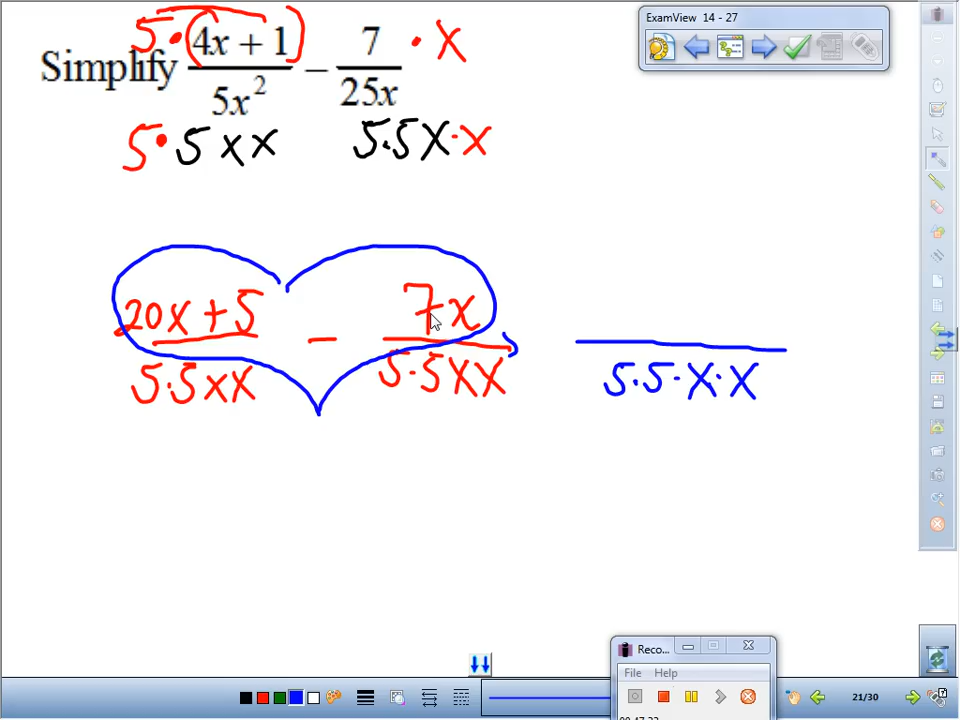 ExamView 14 - 27
5 · (4x + 1) 7 · x
Simplify ———— − ————
5x² 25x
5 · 5 x x 5.5x·x
20x + 5 − 7x
5·5xx 5·5xx 5·5·x·x
Reco...
File Help
21/30